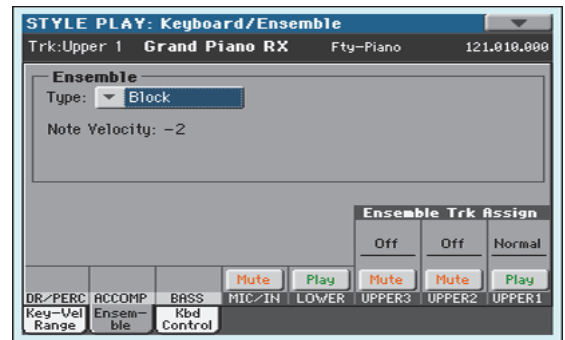 STYLE PLAY: Keyboard/Ensemble
Trk:Upper 1 Grand Piano RX Fty-Piano 121.010.000
Ensemble
Type: Block
Note Velocity: -2
Ensemble Trk Assign
Off Off Normal
Mute Play Mute Mute Play
DR/PERC ACCOMP BASS MIC/IN LOWER UPPER3 UPPER2 UPPER1
Key-Vel Ensem- Kbd
Range ble Control